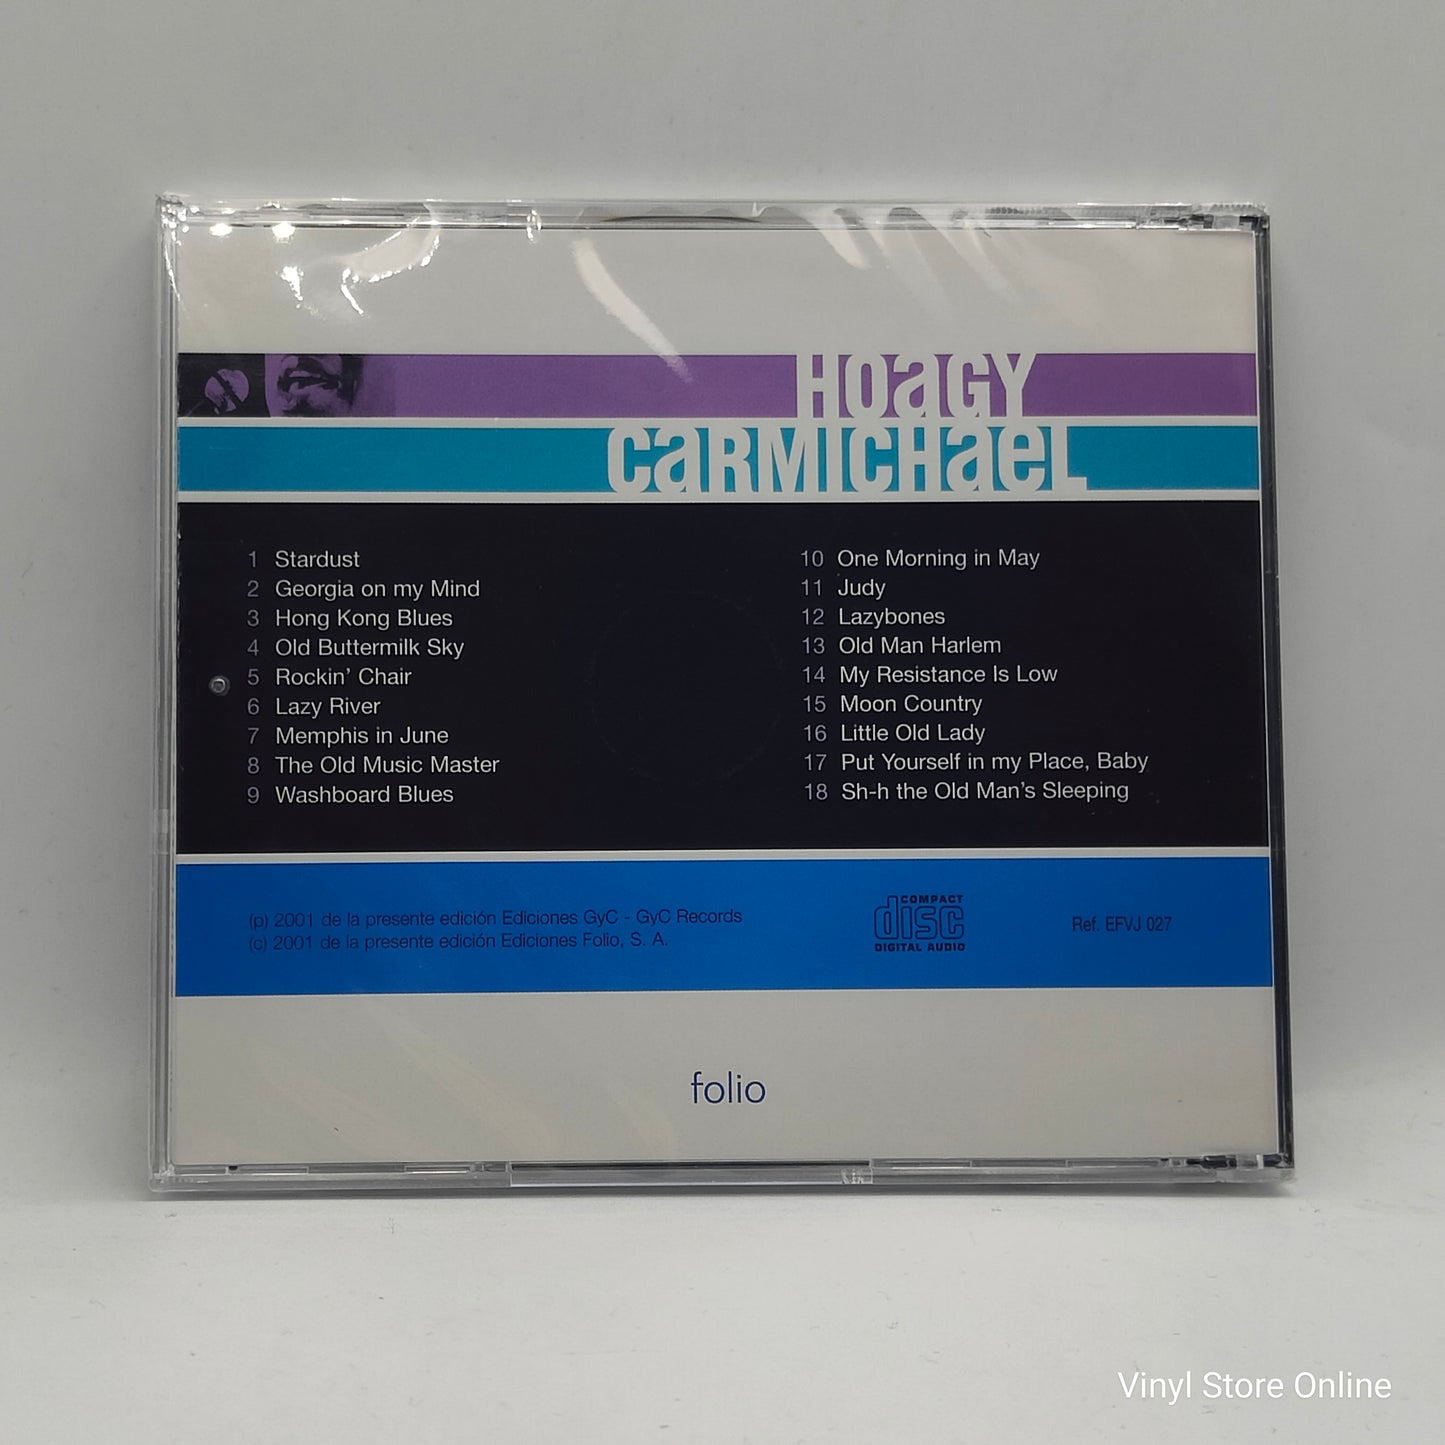 HOAGY
CARMICHAEL
1 Stardust
2 Georgia on my Mind
3 Hong Kong Blues
4 Old Buttermilk Sky
5 Rockin' Chair
6 Lazy River
7 Memphis in June
8 The Old Music Master
9 Washboard Blues
10 One Morning in May
11 Judy
12 Lazybones
13 Old Man Harlem
14 My Resistance Is Low
15 Moon Country
16 Little Old Lady
17 Put Yourself in my Place, Baby
18 Sh-h the Old Man's Sleeping
(p) 2001 de la presente edición Ediciones GyC - GyC Records
(c) 2001 de la presente edición Ediciones Folio, S. A.
COMPACT
disc
DIGITAL AUDIO
Ref. EFVJ 027
folio
Vinyl Store Online